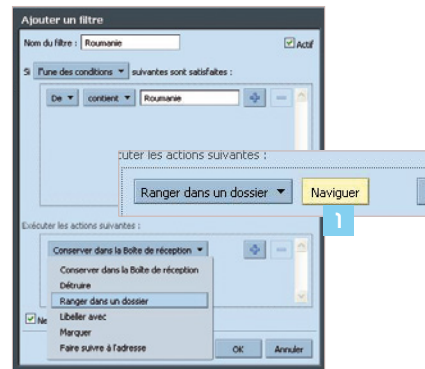 Ajouter un filtre
Nom du filtre : Roumanie Actif
Si l'une des conditions suivantes sont satisfaites :
De contient Roumanie
cuter les actions suivantes :
Ranger dans un dossier Naviguer
1
Exécuter les actions suivantes :
Conserver dans la Boîte de réception
Conserver dans la Boîte de réception
Détruire
Ranger dans un dossier
Libeller avec
Marquer
Faire suivre à l'adresse
Ne
OK Annuler